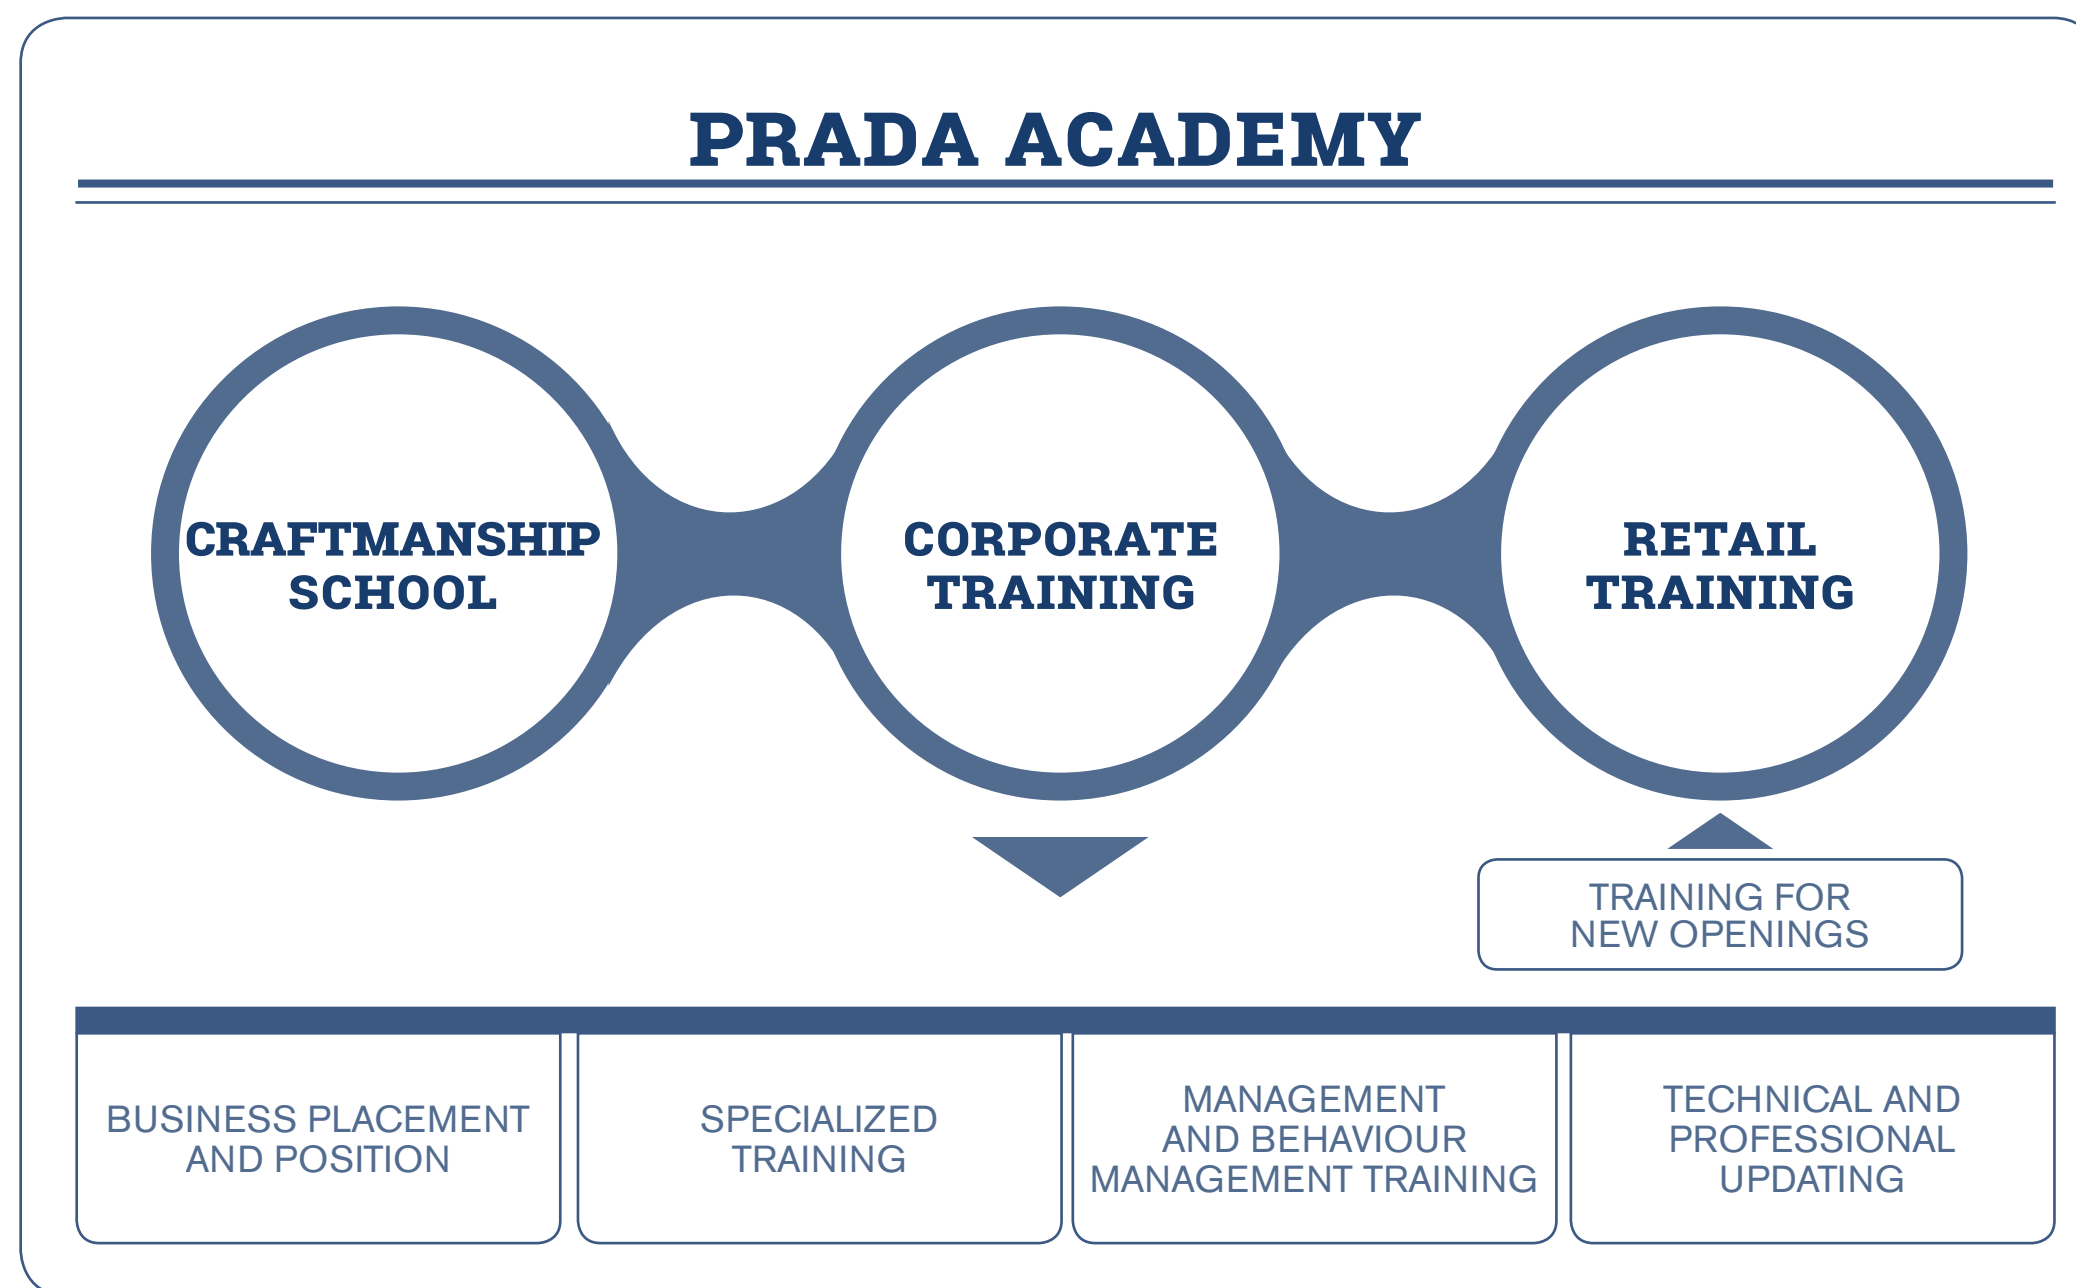 PRADA ACADEMY
CRAFTMANSHIP
SCHOOL
CORPORATE
TRAINING
RETAIL
TRAINING
TRAINING FOR
NEW OPENINGS
BUSINESS PLACEMENT
AND POSITION
SPECIALIZED
TRAINING
MANAGEMENT
AND BEHAVIOUR
MANAGEMENT TRAINING
TECHNICAL AND
PROFESSIONAL
UPDATING